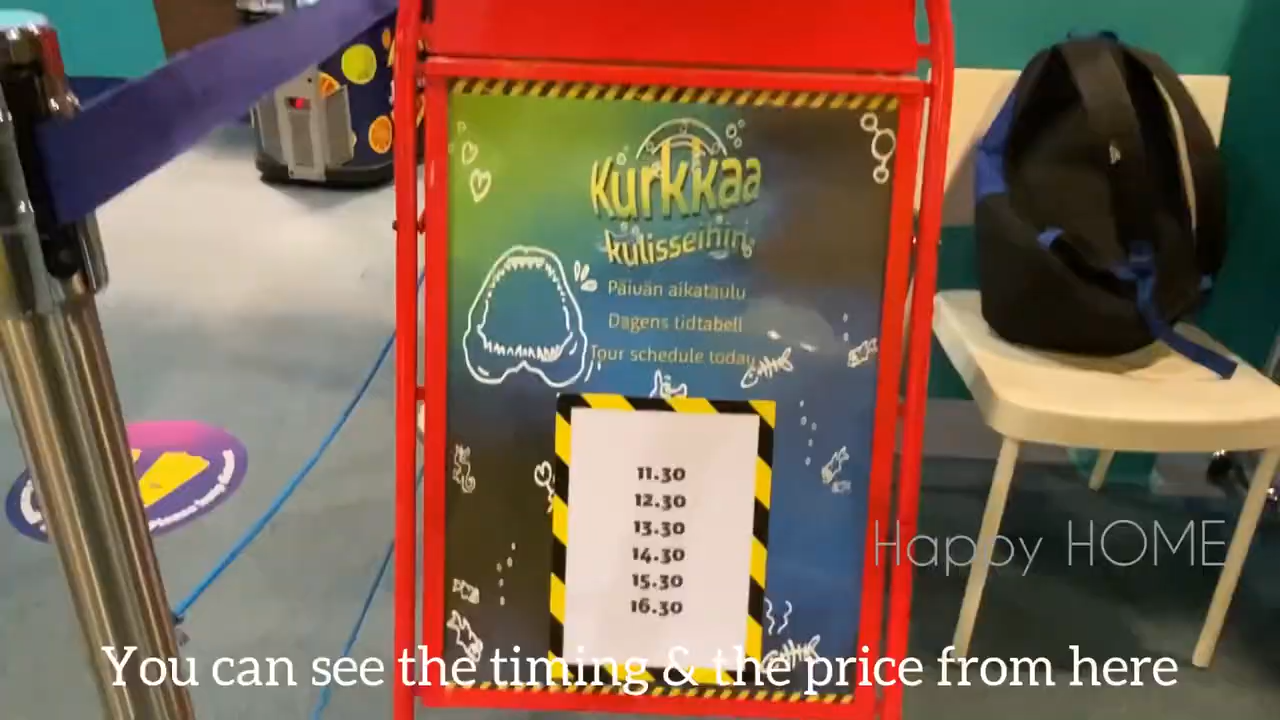 Kurkkaa
kulisseihin
Päivän aikataulu
Dagens tidtabell
Tour schedule today
11.30
12.30
13.30
14.30
15.30
16.30
Happy HOME
You can see the timing & the price from here